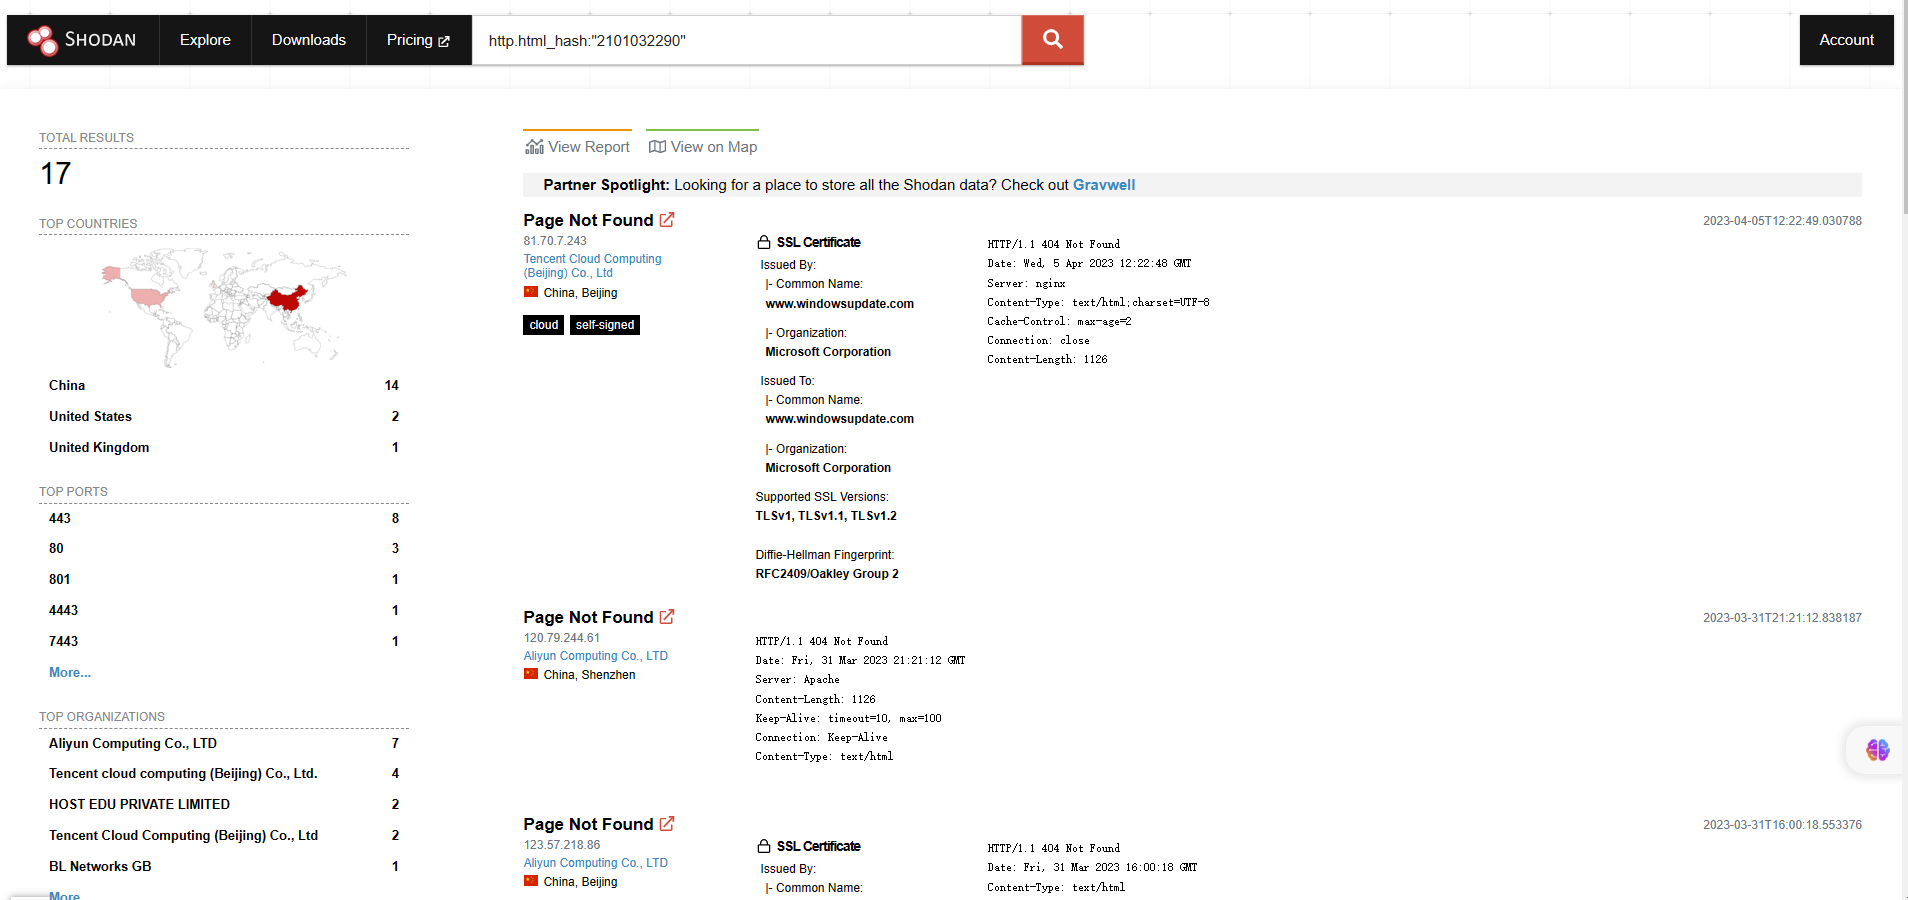 SHODAN
Explore
Downloads
Pricing
http.html_hash:"2101032290"
Account
TOTAL RESULTS
17
TOP COUNTRIES
China 14
United States 2
United Kingdom 1
TOP PORTS
443 8
80 3
801 1
4443 1
7443 1
More...
TOP ORGANIZATIONS
Aliyun Computing Co., LTD 7
Tencent cloud computing (Beijing) Co., Ltd. 4
HOST EDU PRIVATE LIMITED 2
Tencent Cloud Computing (Beijing) Co., Ltd 2
BL Networks GB 1
More
View Report
View on Map
Partner Spotlight: Looking for a place to store all the Shodan data? Check out Gravwell
Page Not Found
2023-04-05T12:22:49.030788
81.70.7.243
Tencent Cloud Computing
(Beijing) Co., Ltd
China, Beijing
cloud
self-signed
SSL Certificate
Issued By:
|- Common Name:
www.windowsupdate.com
|- Organization:
Microsoft Corporation
Issued To:
|- Common Name:
www.windowsupdate.com
|- Organization:
Microsoft Corporation
Supported SSL Versions:
TLSv1, TLSv1.1, TLSv1.2
Diffie-Hellman Fingerprint:
RFC2409/Oakley Group 2
HTTP/1.1 404 Not Found
Date: Wed, 5 Apr 2023 12:22:48 GMT
Server: nginx
Content-Type: text/html;charset=UTF-8
Cache-Control: max-age=2
Connection: close
Content-Length: 1126
Page Not Found
2023-03-31T21:21:12.838187
120.79.244.61
Aliyun Computing Co., LTD
China, Shenzhen
HTTP/1.1 404 Not Found
Date: Fri, 31 Mar 2023 21:21:12 GMT
Server: Apache
Content-Length: 1126
Keep-Alive: timeout=10, max=100
Connection: Keep-Alive
Content-Type: text/html
Page Not Found
2023-03-31T16:00:18.553376
123.57.218.86
Aliyun Computing Co., LTD
China, Beijing
SSL Certificate
Issued By:
|- Common Name:
HTTP/1.1 404 Not Found
Date: Fri, 31 Mar 2023 16:00:18 GMT
Content-Type: text/html